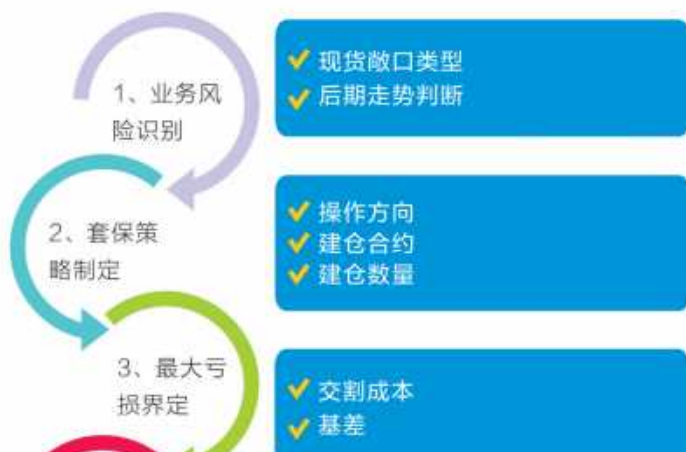 1、业务风
险识别
现货敞口类型
后期走势判断
2、套保策
略制定
操作方向
建仓合约
建仓数量
3、最大亏
损界定
交割成本
基差